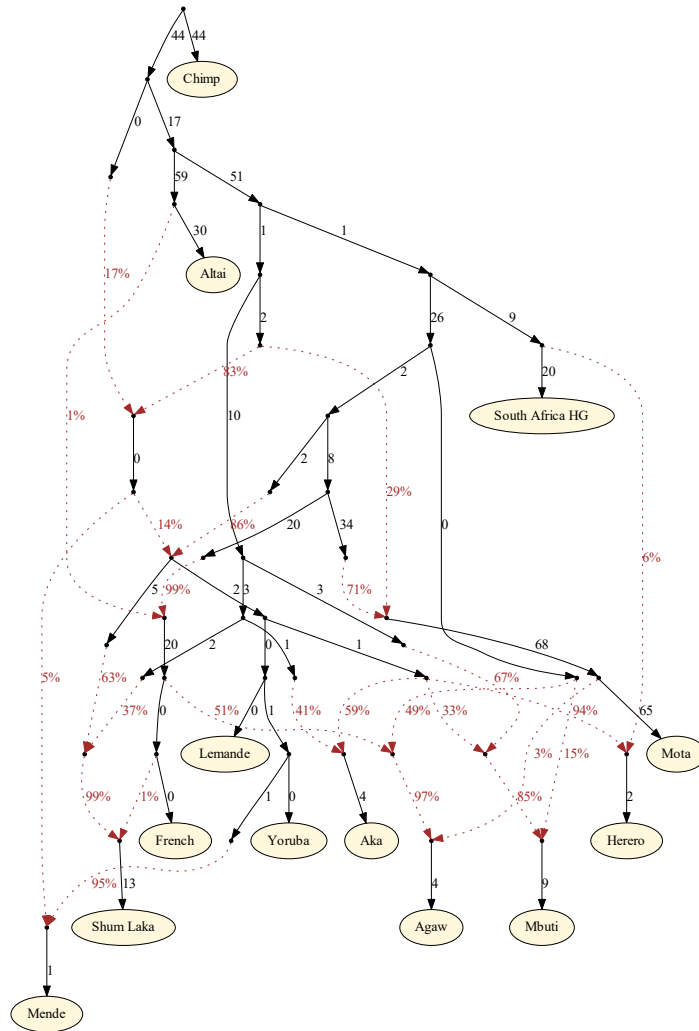 44 44
Chimp
0 17
59 51
30 1 1
Altai
17% 2 26 9
83% 2 20
South Africa HG
1% 10
0 2 8 29% 0 6%
14% 86% 20 34
5 99% 2 3 3 71%
20 2 0 1 1 68
5% 63% 37% 51% 41% 59% 49% 33% 67% 94% 65
0 0 1
Lemande
Mota
99% 1% 0 1 0 4 97% 3% 85% 15% 2
French
Yoruba
Aka
Herero
95% 13 4 9
Shum Laka
Agaw
Mbuti
1
Mende